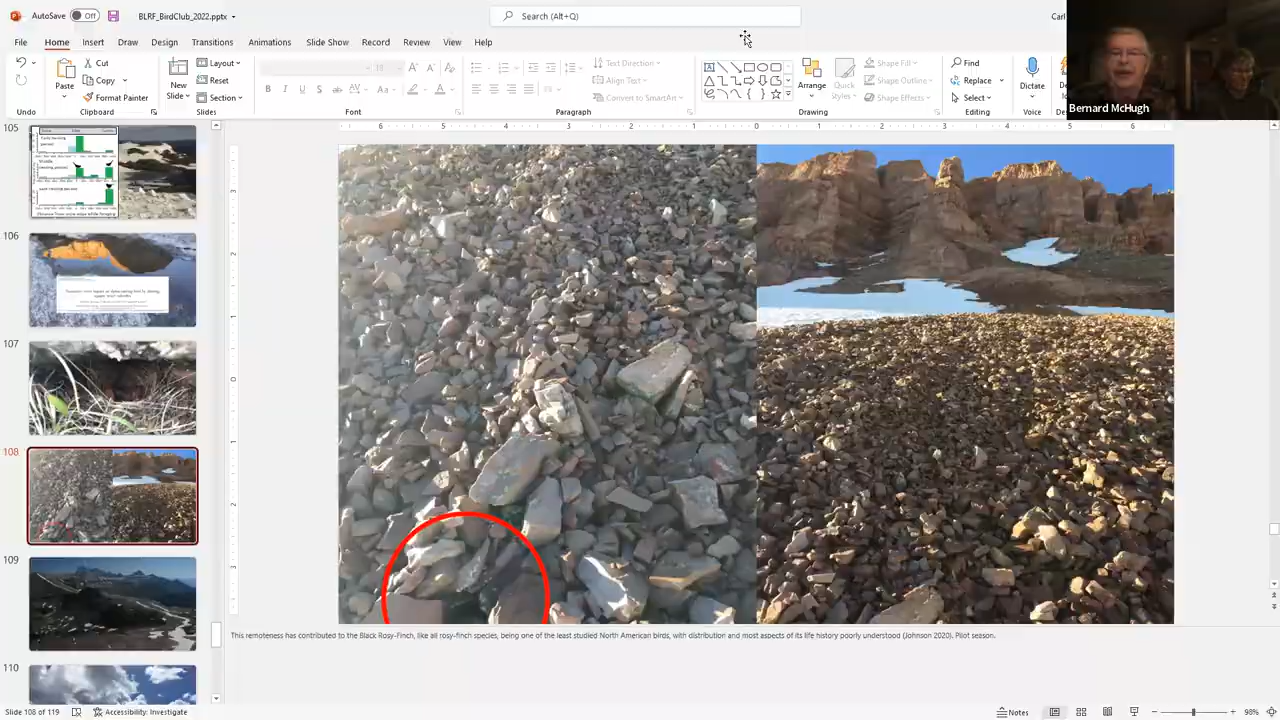 AutoSave Off BLRF_BirdClub_2022.pptx Search (Alt+Q) Carl
File Home Insert Draw Design Transitions Animations Slide Show Record Review View Help
Paste Cut Copy Format Painter New Slide Layout Reset Section 18 Text Direction Align Text Convert to SmartArt Arrange Quick Styles Shape Fill Shape Outline Shape Effects Find Replace Select Dictate
Undo Clipboard Slides Font Paragraph Drawing Editing Voice
Bernard McHugh
105
106
107
108
109
110
This remoteness has contributed to the Black Rosy-Finch, like all rosy-finch species, being one of the least studied North American birds, with distribution and most aspects of its life history poorly understood (Johnson 2020). Pilot season.
Slide 108 of 119 Accessibility: Investigate Notes 98%